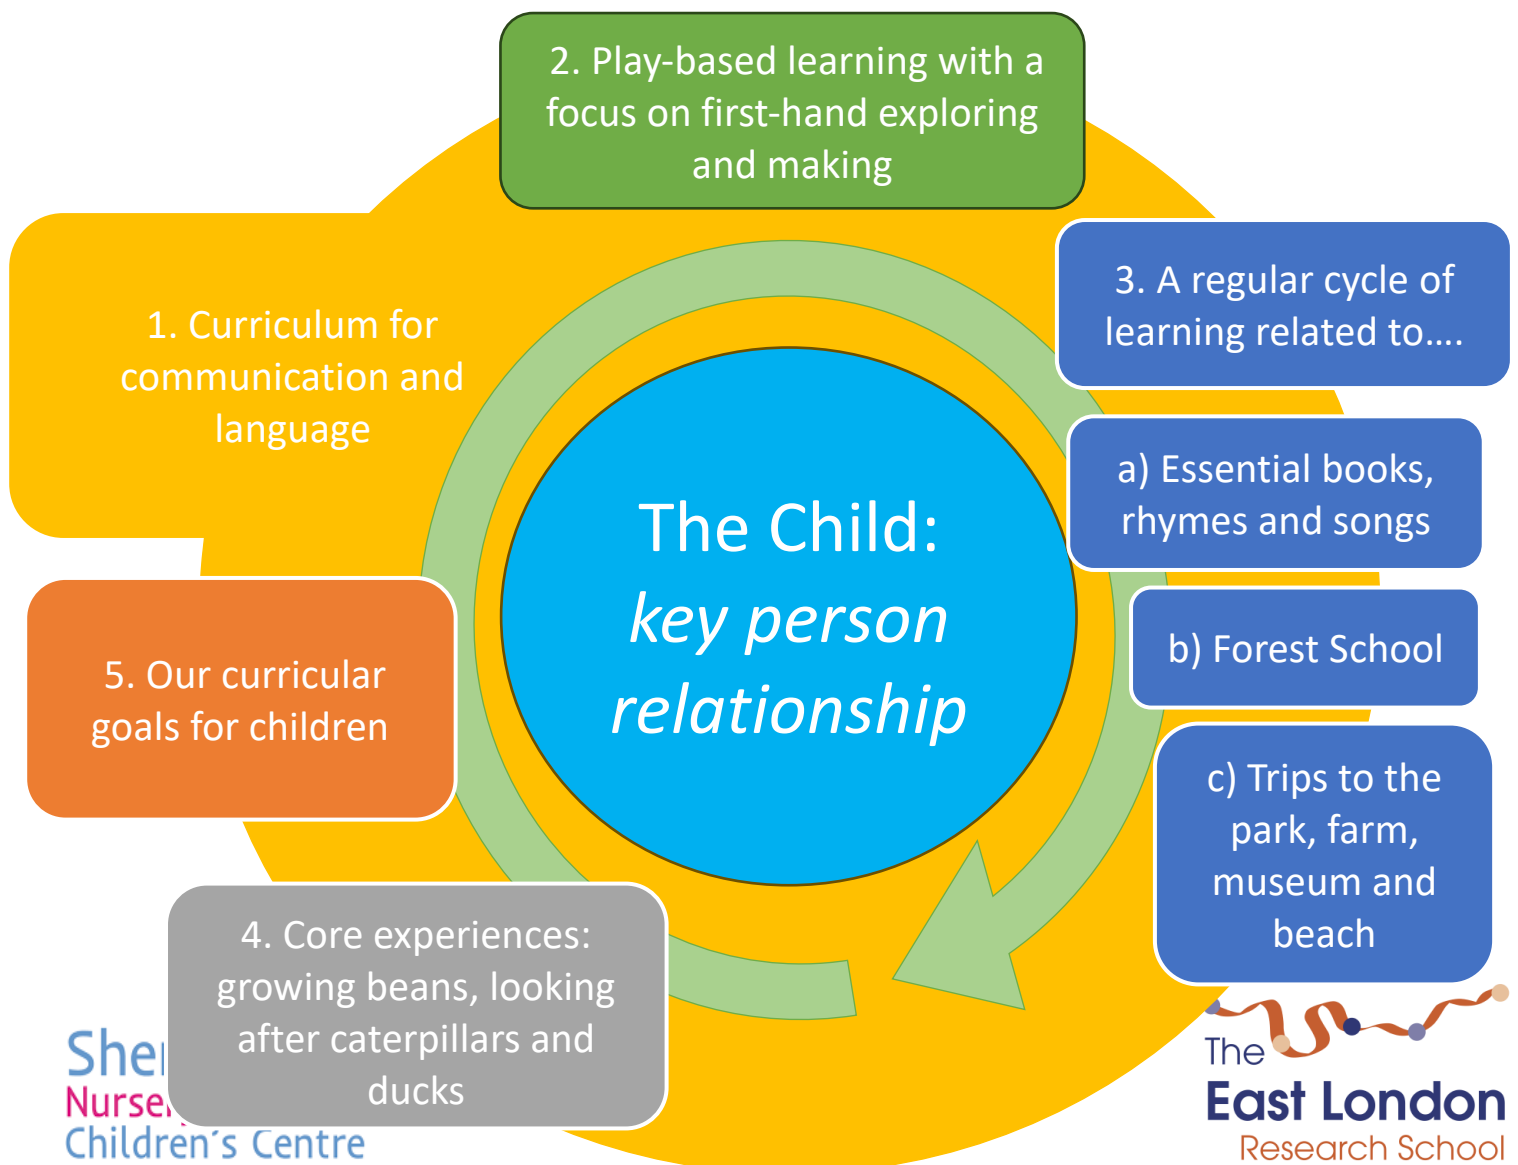 2. Play-based learning with a
focus on first-hand exploring
and making
1. Curriculum for
communication and
language
3. A regular cycle of
learning related to....
a) Essential books,
rhymes and songs
b) Forest School
c) Trips to the
park, farm,
museum and
beach
The Child:
key person
relationship
5. Our curricular
goals for children
4. Core experiences:
growing beans, looking
after caterpillars and
ducks
Children's Centre
The
East London
Research School